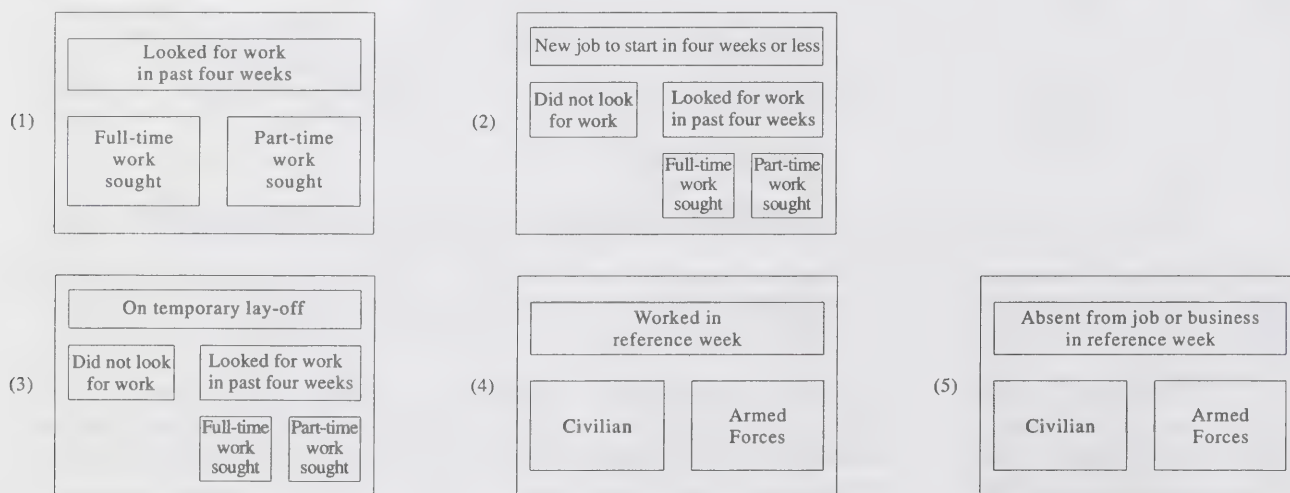 (1)
Looked for work
in past four weeks
Full-time
work
sought
Part-time
work
sought
(2)
New job to start in four weeks or less
Did not look
for work
Looked for work
in past four weeks
Full-time
work
sought
Part-time
work
sought
(3)
On temporary lay-off
Did not look
for work
Looked for work
in past four weeks
Full-time
work
sought
Part-time
work
sought
(4)
Worked in
reference week
Civilian
Armed
Forces
(5)
Absent from job or business
in reference week
Civilian
Armed
Forces